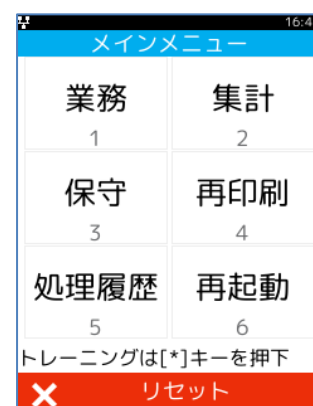 16:4
メインメニュー
業務 集計
1 2
保守 再印刷
3 4
処理履歴 再起動
5 6
トレーニングは[*]キーを押下
リセット